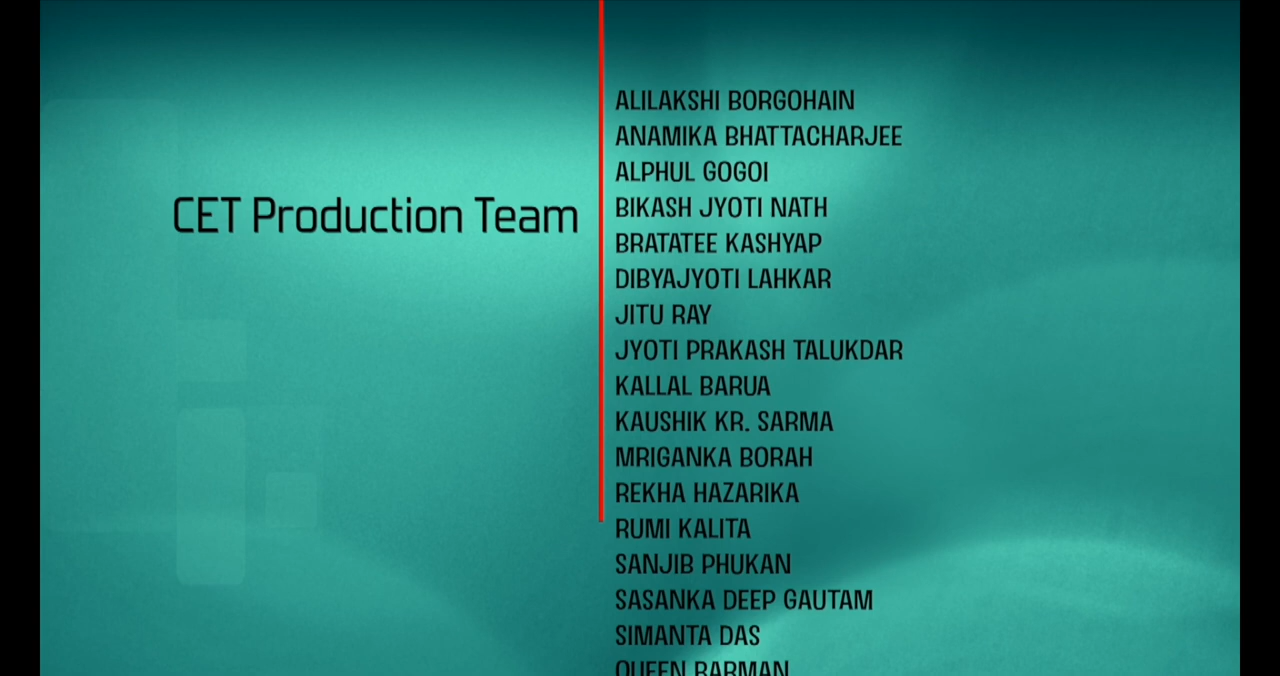 CET Production Team
ALILAKSHI BORGOHAIN
ANAMIKA BHATTACHARJEE
ALPHUL GOGOI
BIKASH JYOTI NATH
BRATATEE KASHYAP
DIBYAJYOTI LAHKAR
JITU RAY
JYOTI PRAKASH TALUKDAR
KALLAL BARUA
KAUSHIK KR. SARMA
MRIGANKA BORAH
REKHA HAZARIKA
RUMI KALITA
SANJIB PHUKAN
SASANKA DEEP GAUTAM
SIMANTA DAS
QUEEN BARMAN